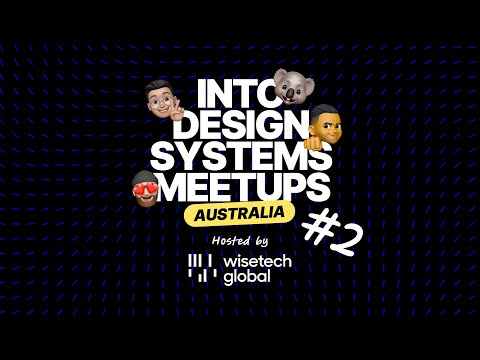 INTO
DESIGN
SYSTEMS
MEETUPS
AUSTRALIA
#2
Hosted by
wisetech
global